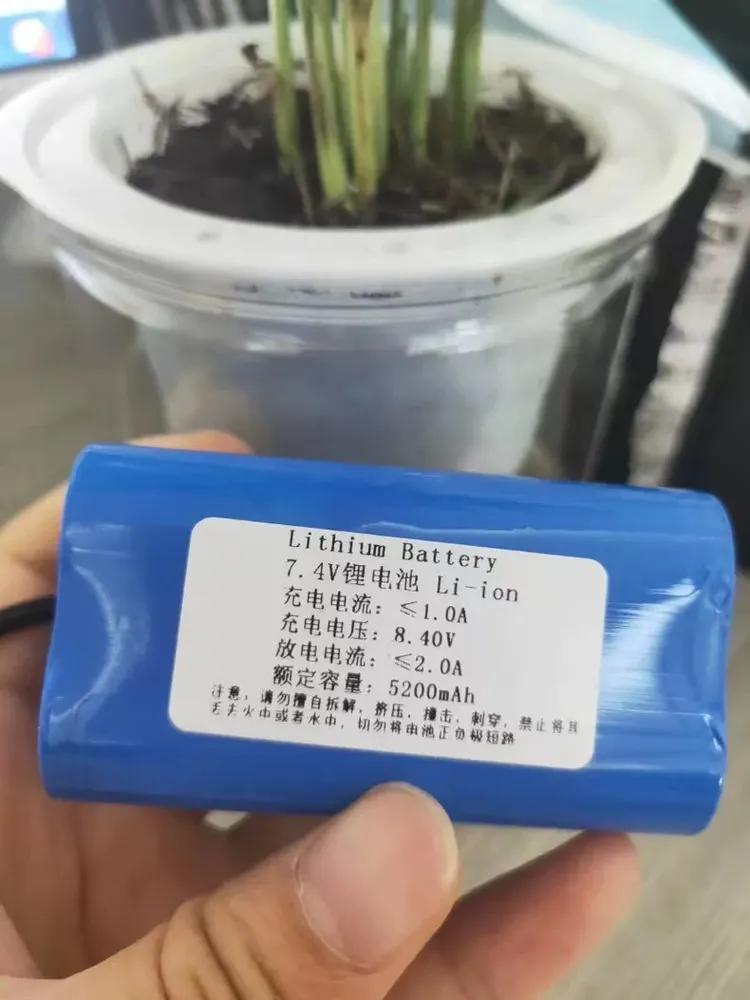 Lithium Battery
7.4V锂电池 Li-ion
充电电流：≤1.0A
充电电压：8.40V
放电电流：≤2.0A
额定容量：5200mAh
注意，请勿擅自拆解，挤压，撞击，刺穿，禁止将其
丢弃火中或者水中，切勿将电池正负极短路